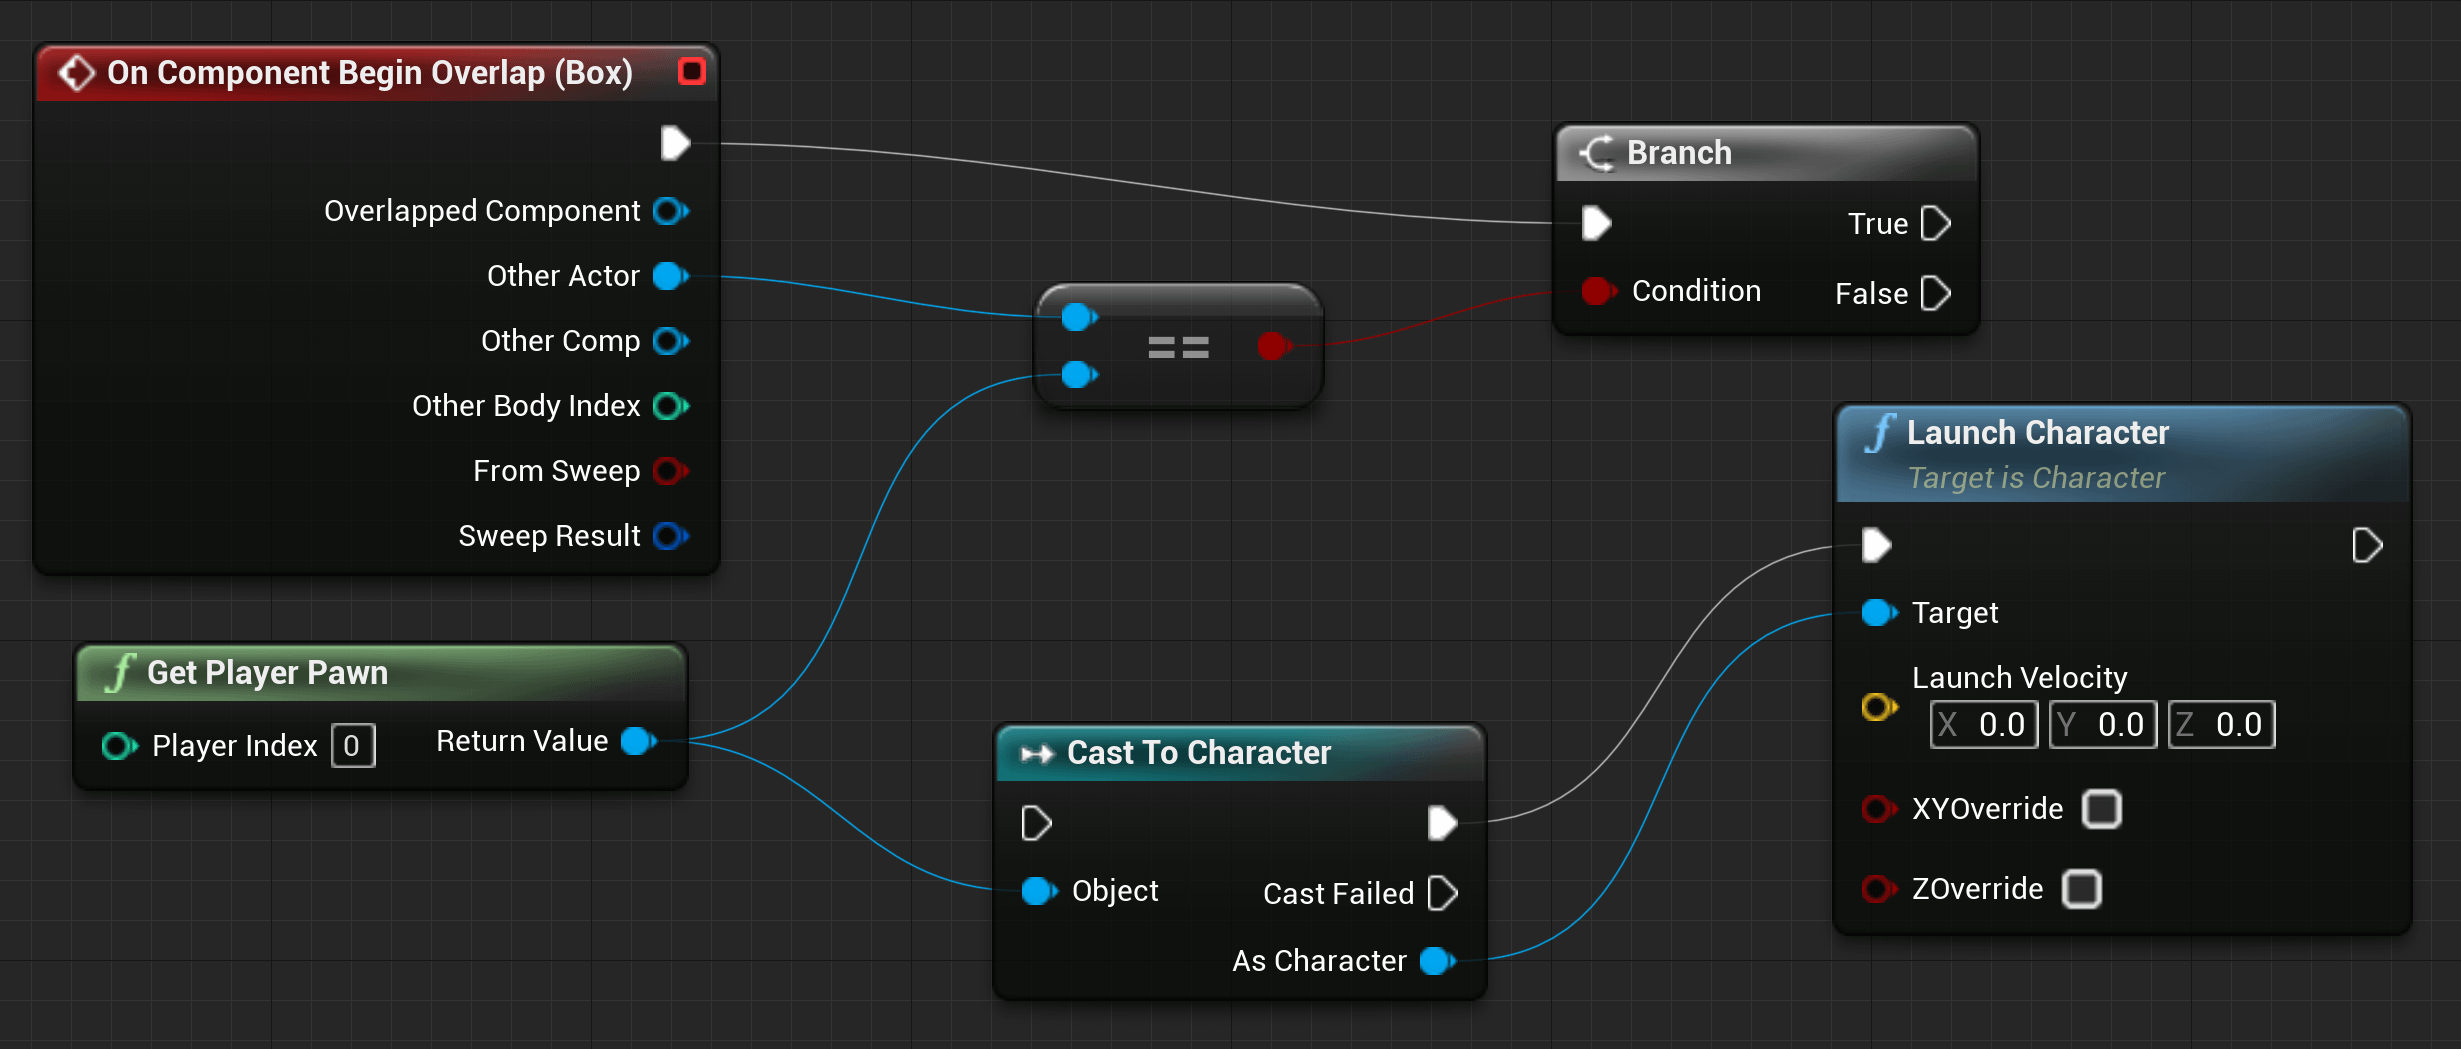 On Component Begin Overlap (Box)
Overlapped Component
Other Actor
Other Comp
Other Body Index
From Sweep
Sweep Result
Get Player Pawn
Player Index 0 Return Value
==
Branch
True
Condition False
Cast To Character
Object Cast Failed
As Character
Launch Character
Target is Character
Target
Launch Velocity
X 0.0 Y 0.0 Z 0.0
XYOverride
ZOverride